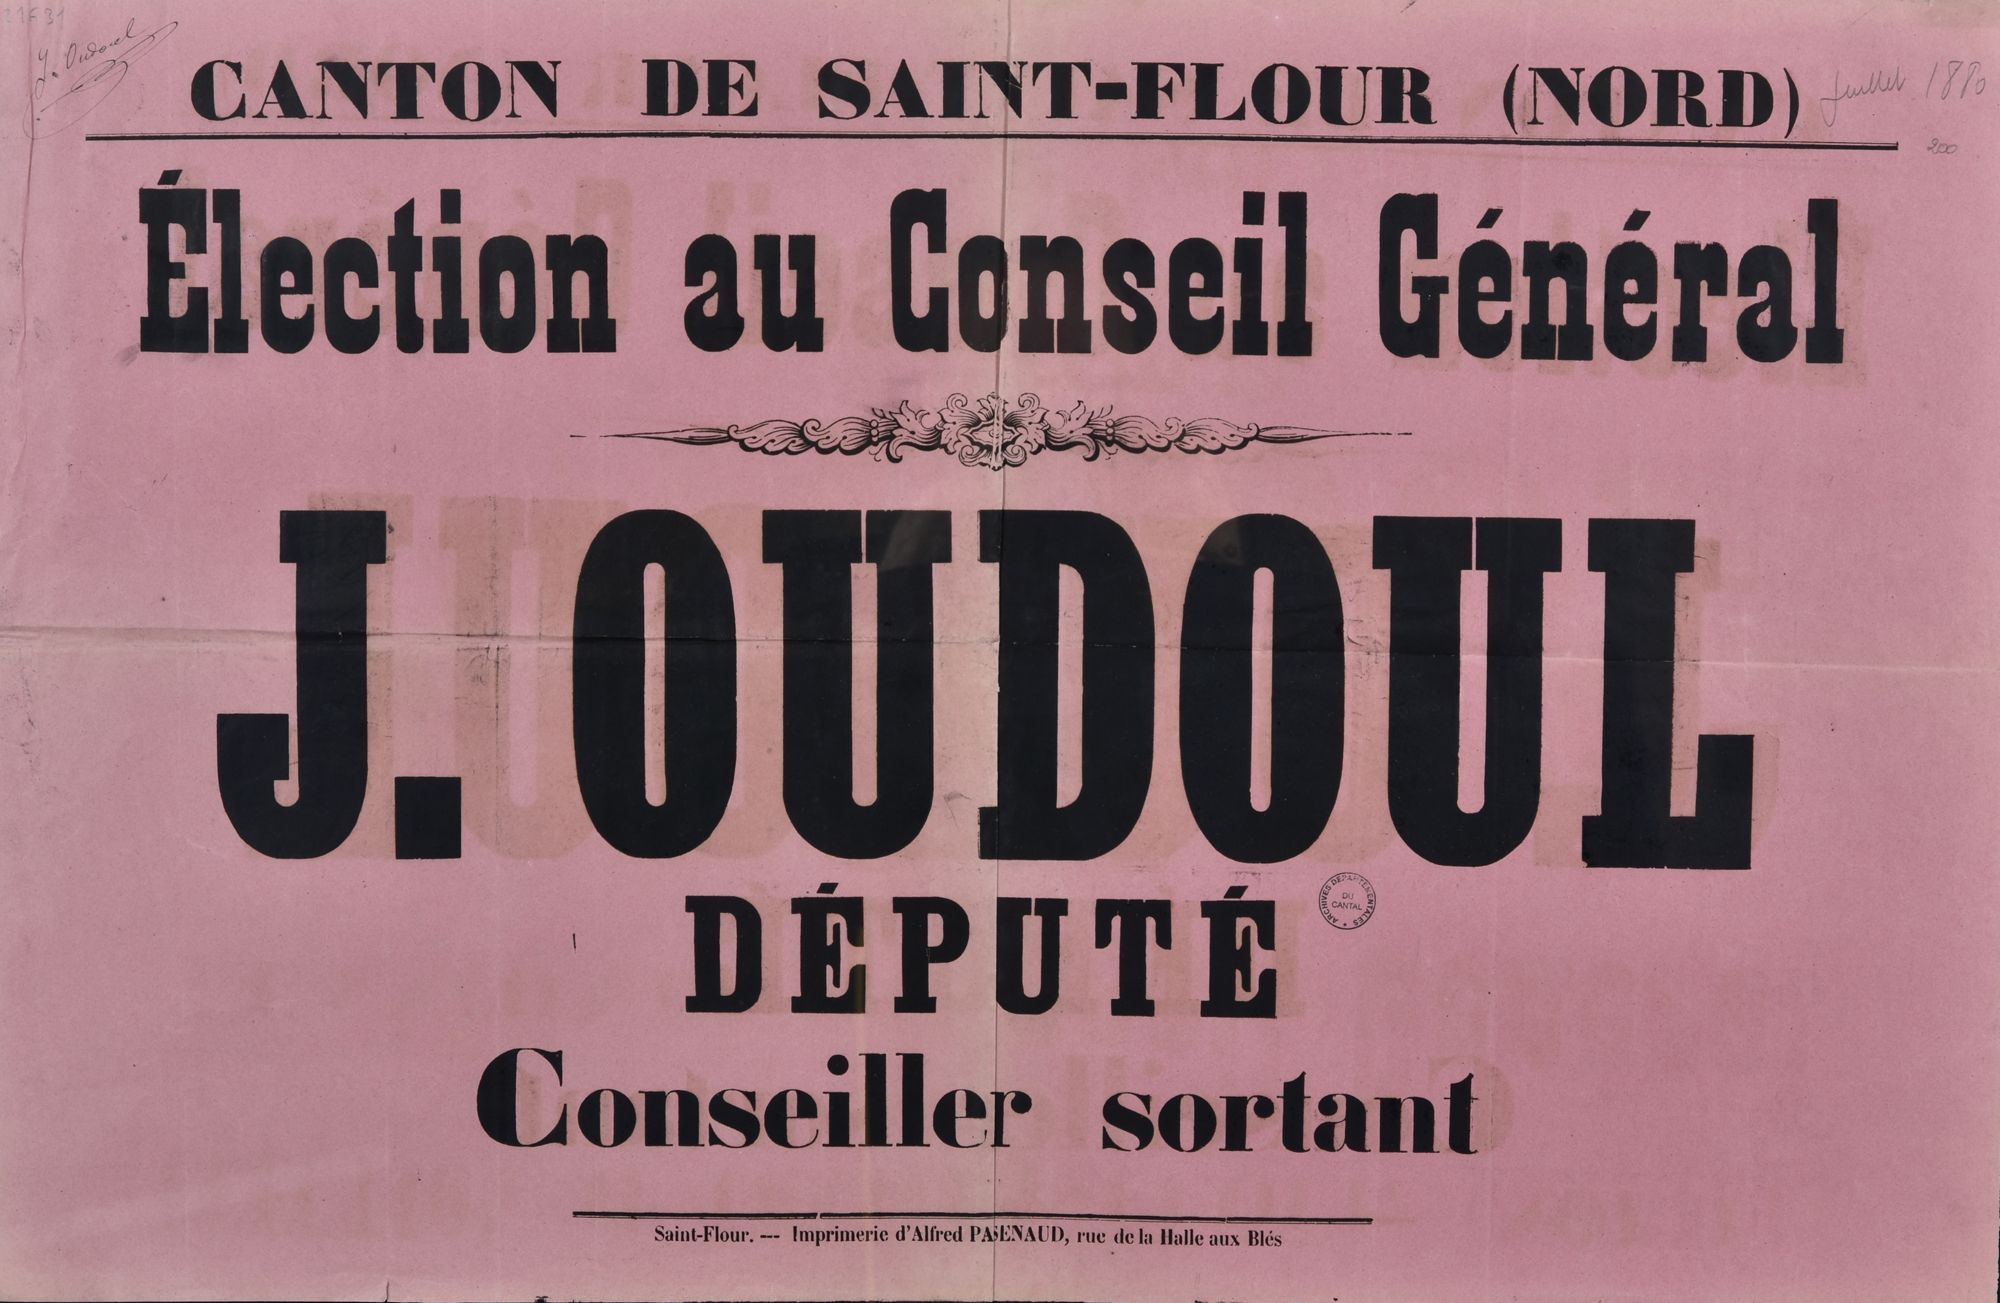 21F31
J. Oudoul
CANTON DE SAINT-FLOUR (NORD)
Juillet 1880
200
Élection au Conseil Général
J. OUDOUL
DÉPUTÉ
ARCHIVES DÉPARTEMENTALES
DU
CANTAL
Conseiller sortant
Saint-Flour. --- Imprimerie d'Alfred PASENAUD, rue de la Halle aux Blés